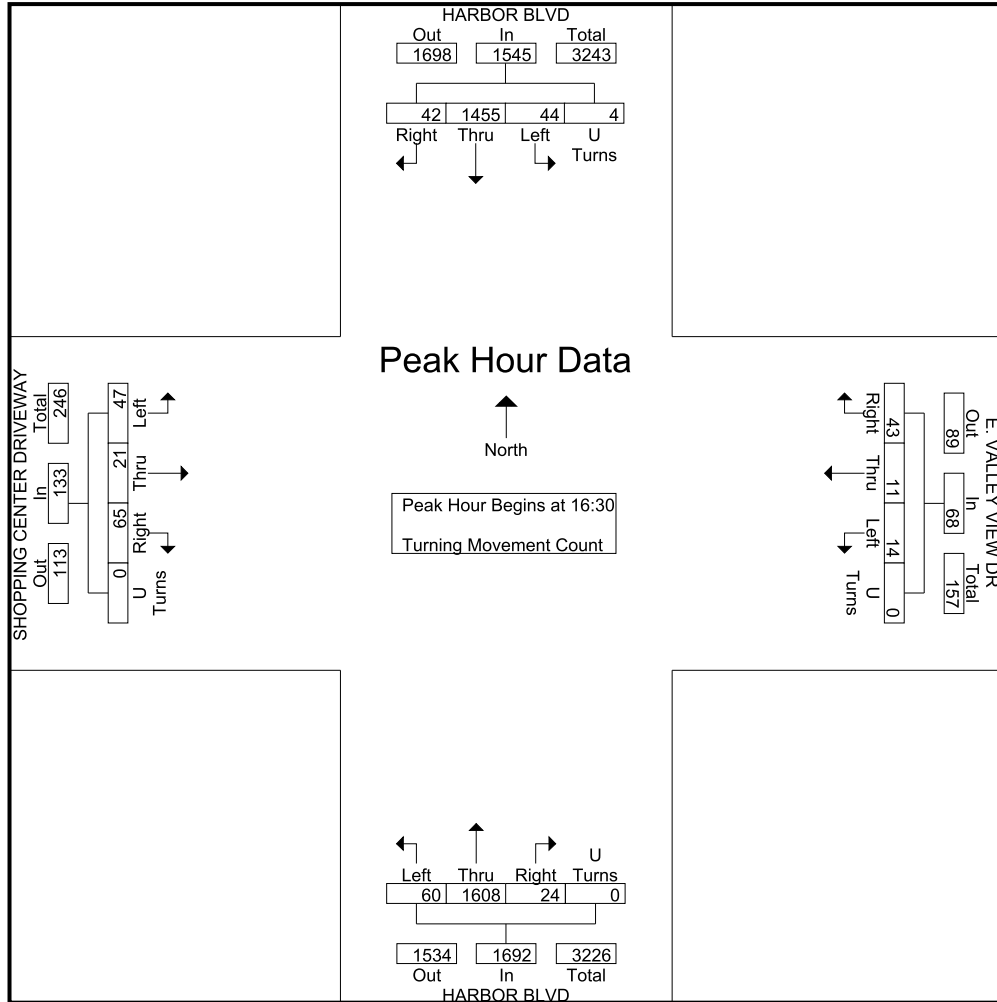 HARBOR BLVD
Out In Total
1698 1545 3243
42 1455 44 4
Right Thru Left U
Turns
Peak Hour Data
North
Peak Hour Begins at 16:30
Turning Movement Count
SHOPPING CENTER DRIVEWAY
Out In Total
113 133 246
0 65 21 47
U Right Thru Left
Turns
E. VALLEY VIEW DR
Out In Total
89 68 157
43 11 14 0
Right Thru Left U
Turns
U
Left Thru Right Turns
60 1608 24 0
1534 1692 3226
Out In Total
HARBOR BLVD